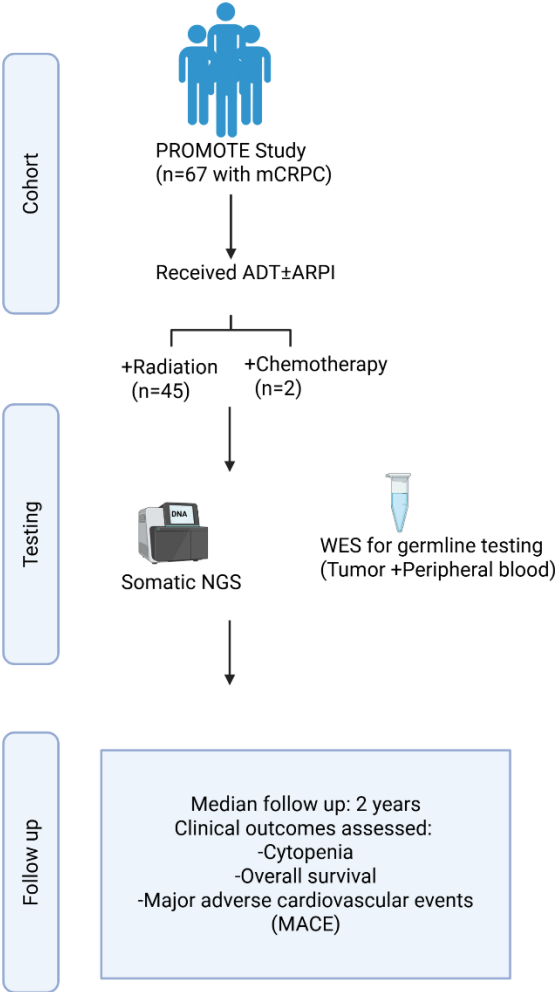 Cohort
PROMOTE Study
(n=67 with mCRPC)
Received ADT±ARPI
+Radiation
(n=45)
+Chemotherapy
(n=2)
Testing
DNA
Somatic NGS
WES for germline testing
(Tumor +Peripheral blood)
Follow up
Median follow up: 2 years
Clinical outcomes assessed:
-Cytopenia
-Overall survival
-Major adverse cardiovascular events
(MACE)